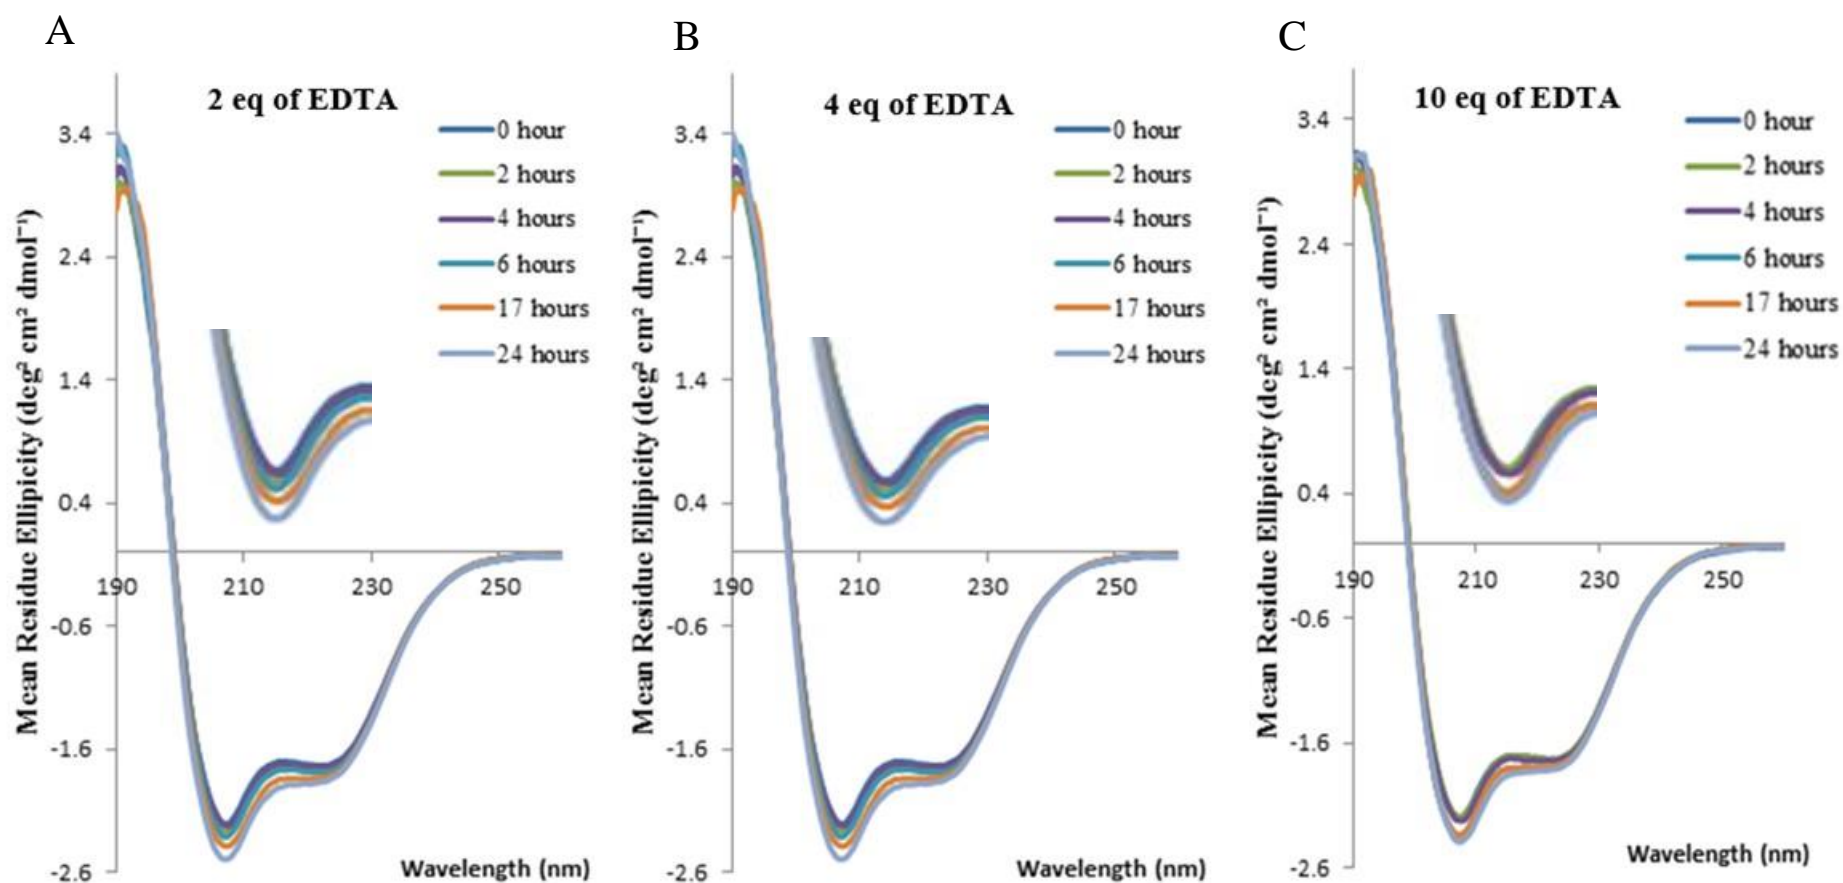 A
2 eq of EDTA
0 hour
2 hours
4 hours
6 hours
17 hours
24 hours
3.4
2.4
1.4
0.4
-0.6
-1.6
-2.6
190
210
230
250
Mean Residue Ellipicity (deg² cm² dmol⁻¹)
Wavelength (nm)
B
4 eq of EDTA
0 hour
2 hours
4 hours
6 hours
17 hours
24 hours
3.4
2.4
1.4
0.4
-0.6
-1.6
-2.6
190
210
230
250
Mean Residue Ellipicity (deg² cm² dmol⁻¹)
Wavelength (nm)
C
10 eq of EDTA
0 hour
2 hours
4 hours
6 hours
17 hours
24 hours
3.4
2.4
1.4
0.4
-0.6
-1.6
-2.6
190
210
230
250
Mean Residue Ellipicity (deg² cm² dmol⁻¹)
Wavelength (nm)